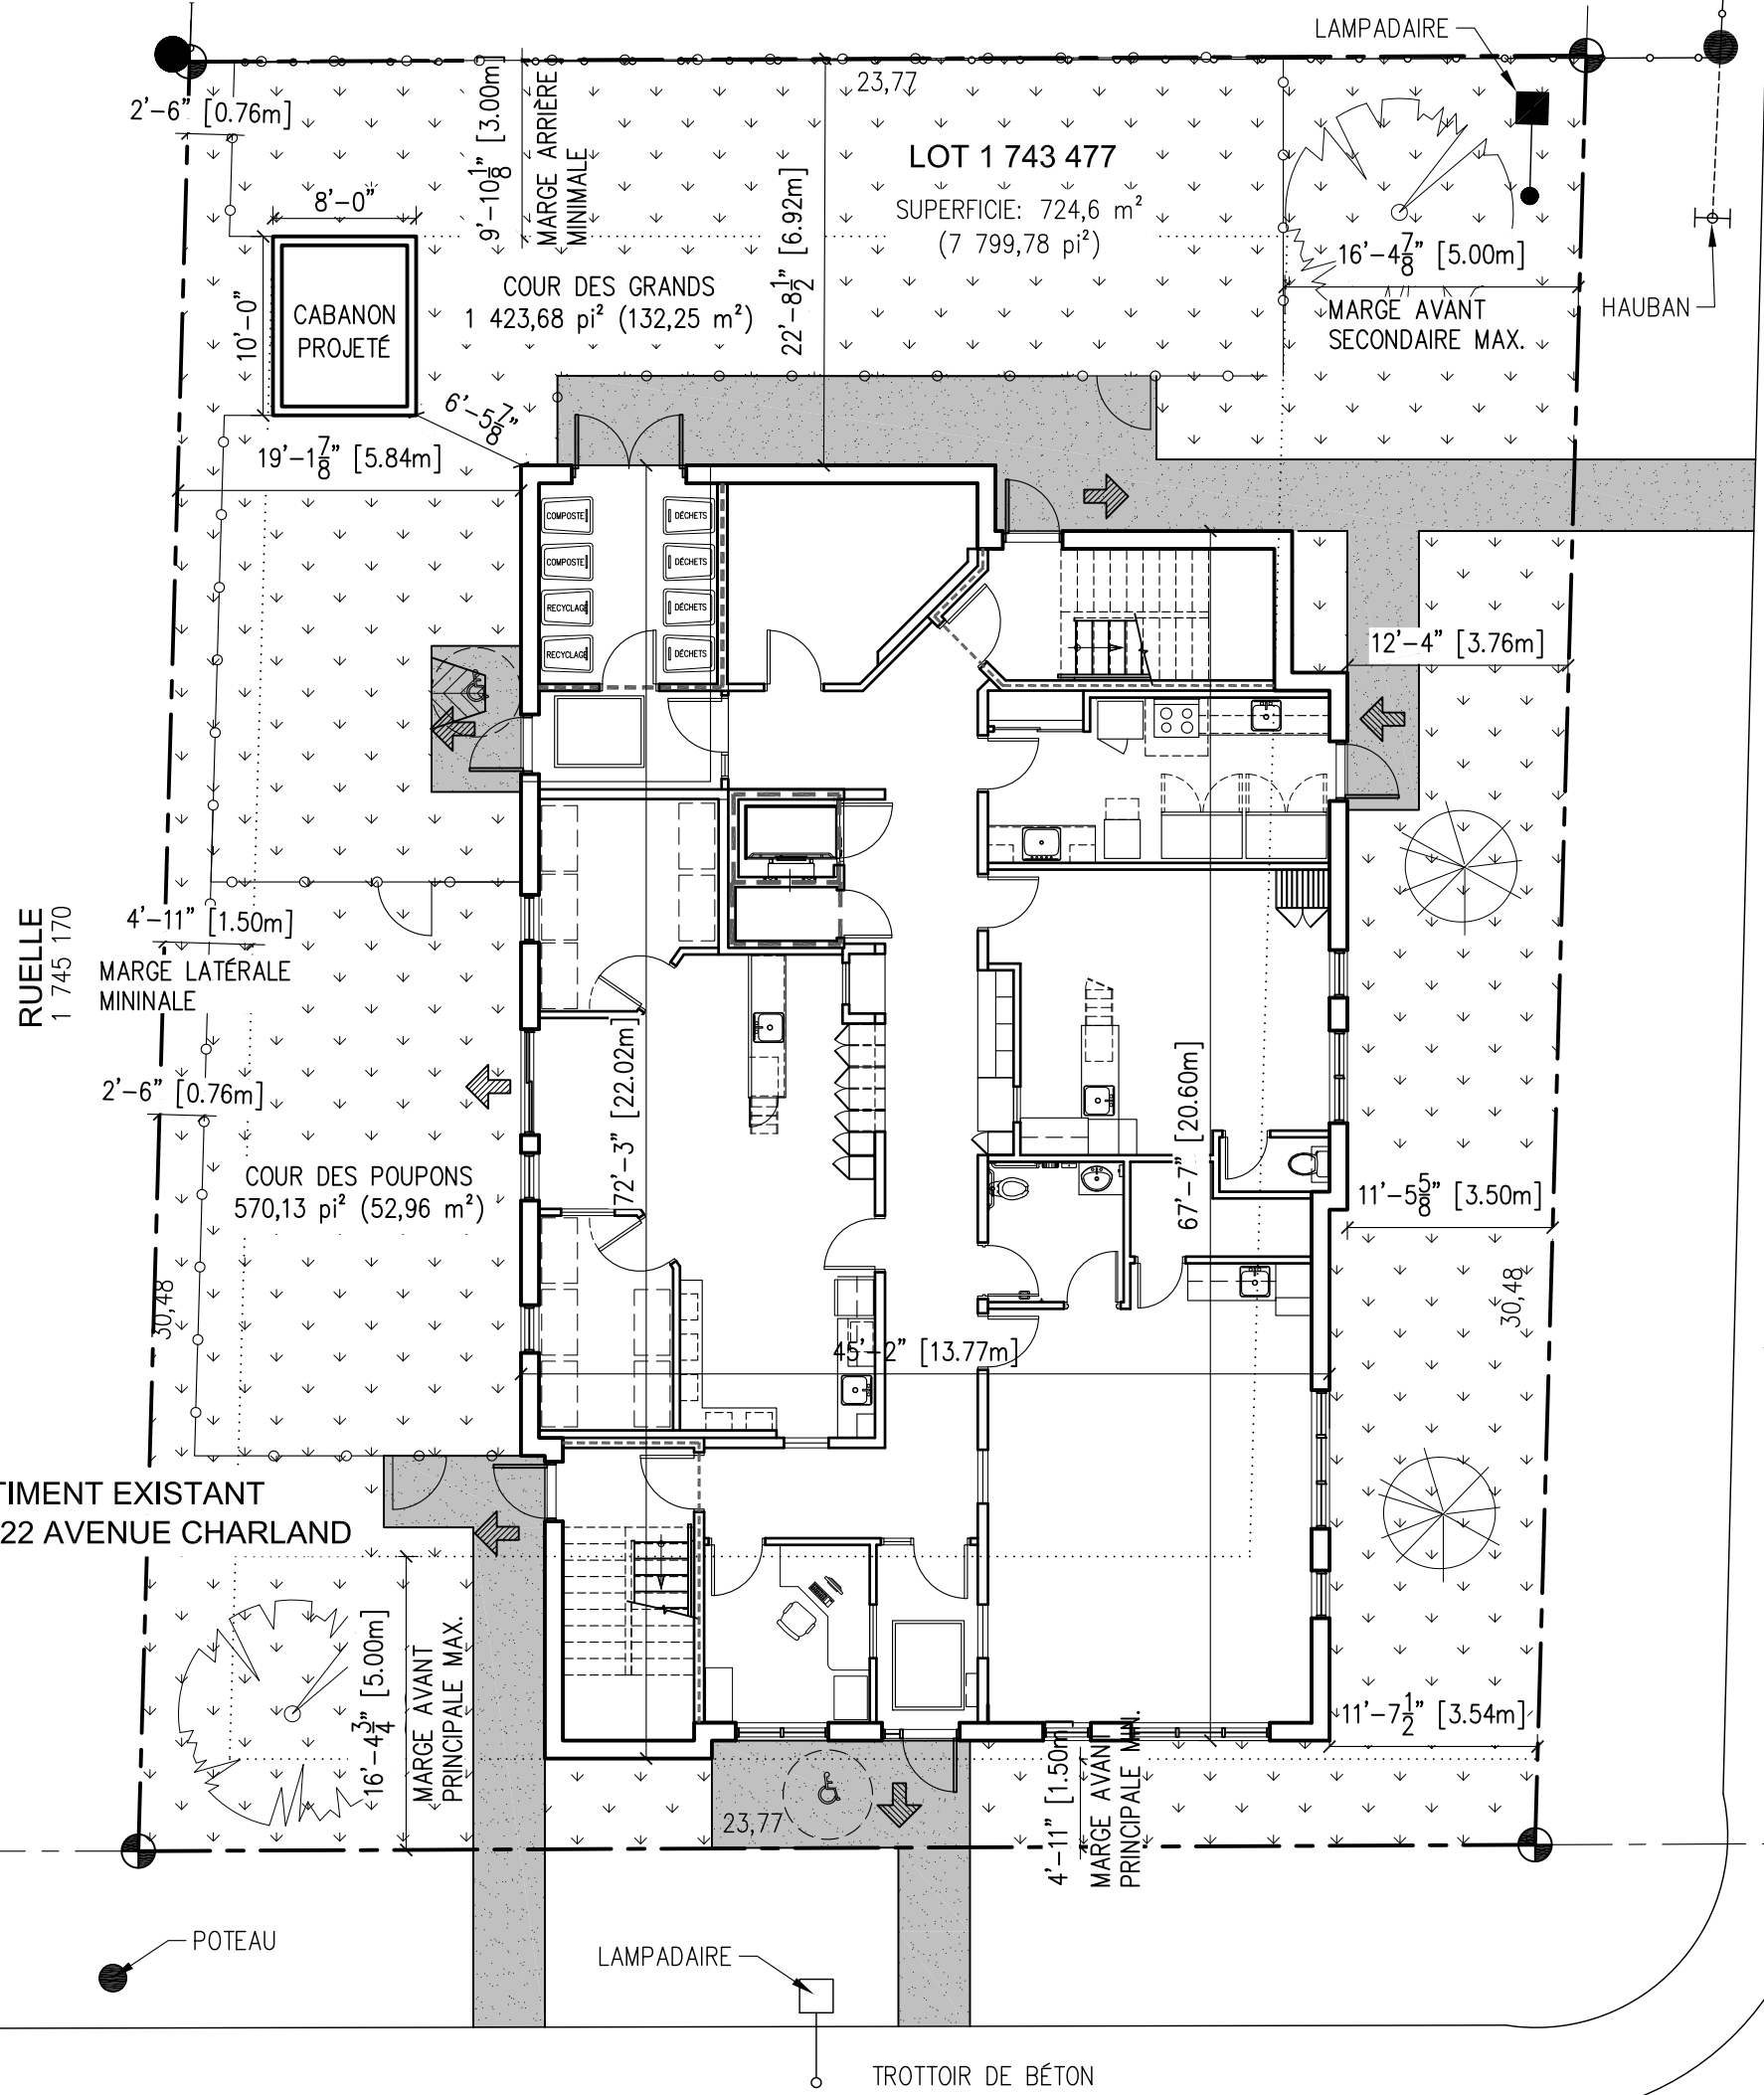 LAMPADAIRE
23,77
2'-6" [0.76m]
9'-10 1/8" [3.00m]
MARGE ARRIÈRE
MINIMALE
LOT 1 743 477
SUPERFICIE: 724,6 m²
(7 799,78 pi²)
8'-0"
22'-8 1/2" [6.92m]
16'-4 7/8" [5.00m]
MARGE AVANT
SECONDAIRE MAX.
HAUBAN
COUR DES GRANDS
1 423,68 pi² (132,25 m²)
CABANON
PROJETÉ
10'-0"
6'-5 7/8"
19'-1 7/8" [5.84m]
COMPOSTE
DÉCHETS
COMPOSTE
DÉCHETS
RECYCLAGE
DÉCHETS
RECYCLAGE
DÉCHETS
12'-4" [3.76m]
RUELLE
1 745 170
4'-11" [1.50m]
MARGE LATÉRALE
MININALE
2'-6" [0.76m]
72'-3" [22.02m]
67'-7" [20.60m]
COUR DES POUPONS
570,13 pi² (52,96 m²)
11'-5 5/8" [3.50m]
30,48
30,48
45'-2" [13.77m]
TIMENT EXISTANT
22 AVENUE CHARLAND
16'-4 3/4" [5.00m]
MARGE AVANT
PRINCIPALE MAX.
11'-7 1/2" [3.54m]
4'-11" [1.50m]
MARGE AVANT
PRINCIPALE MIN.
23,77
POTEAU
LAMPADAIRE
TROTTOIR DE BÉTON